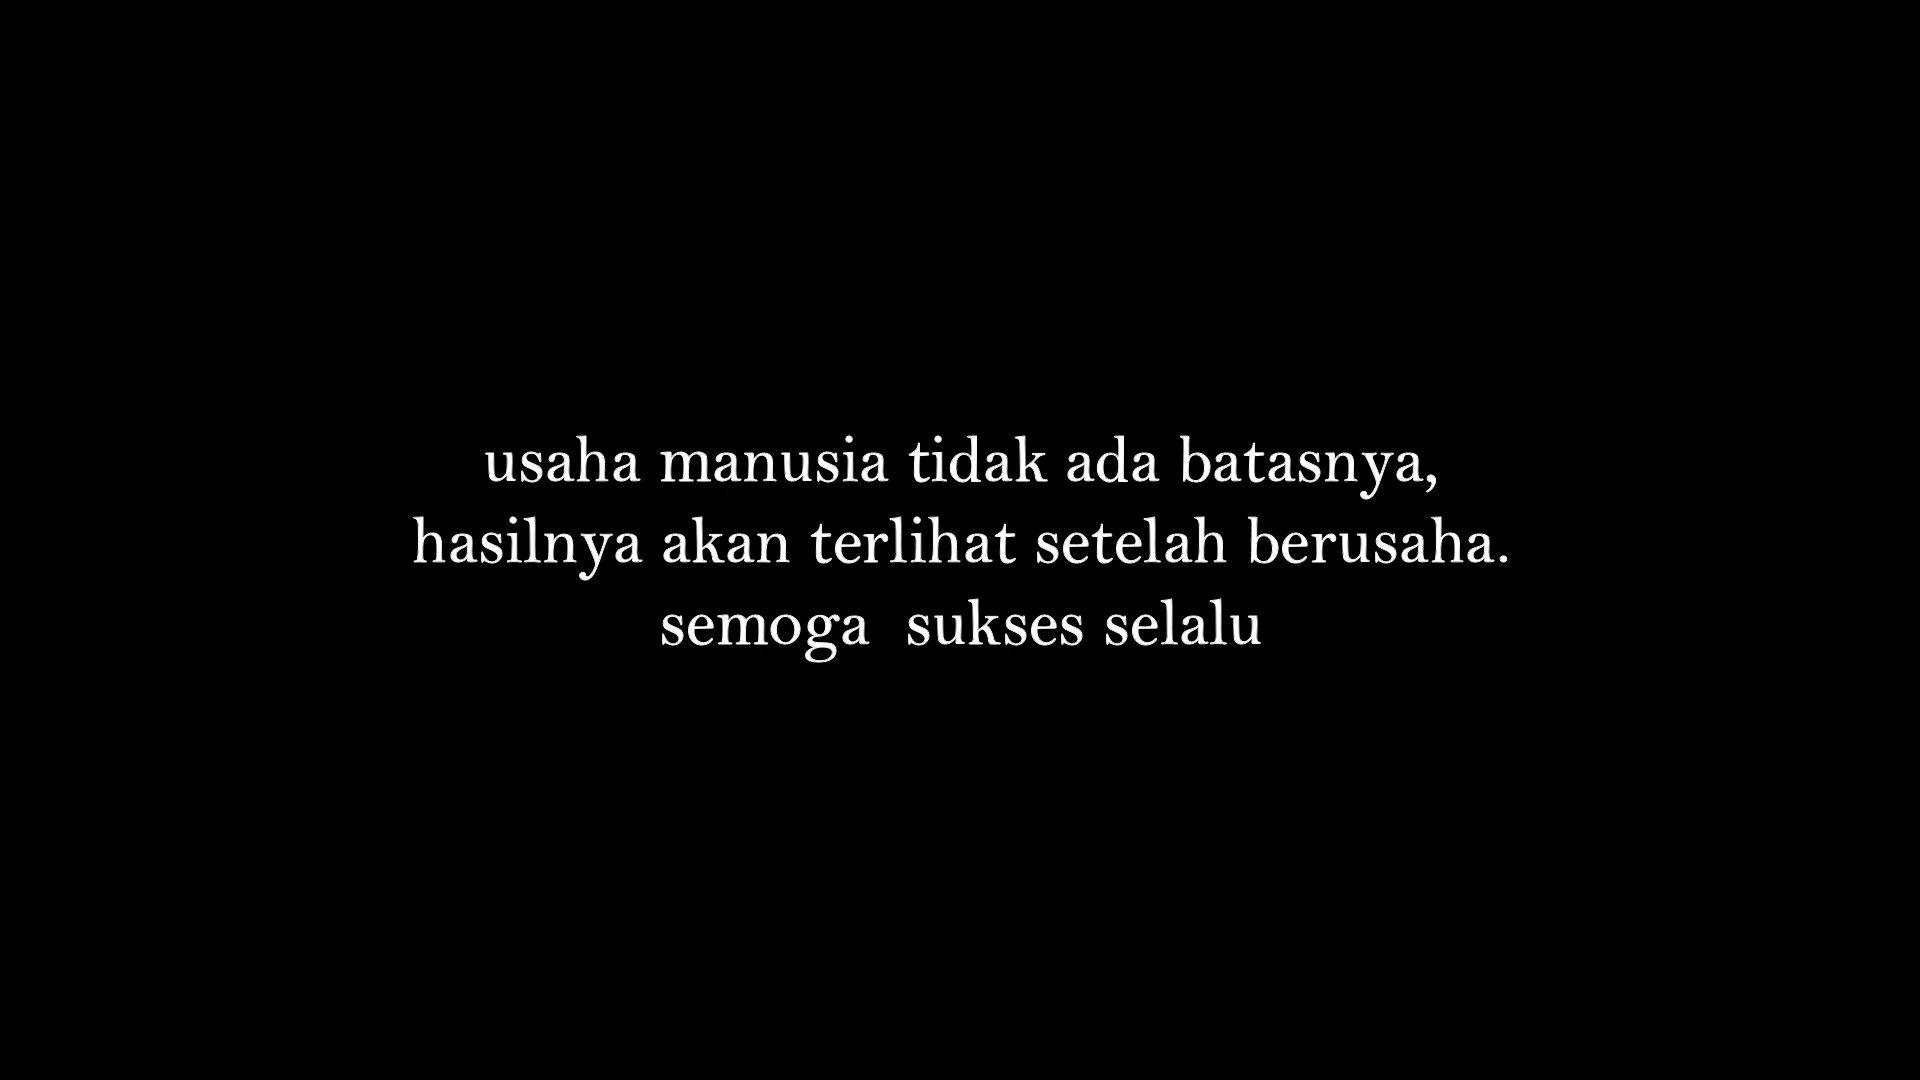 usaha manusia tidak ada batasnya,
hasilnya akan terlihat setelah berusaha.
semoga  sukses selalu